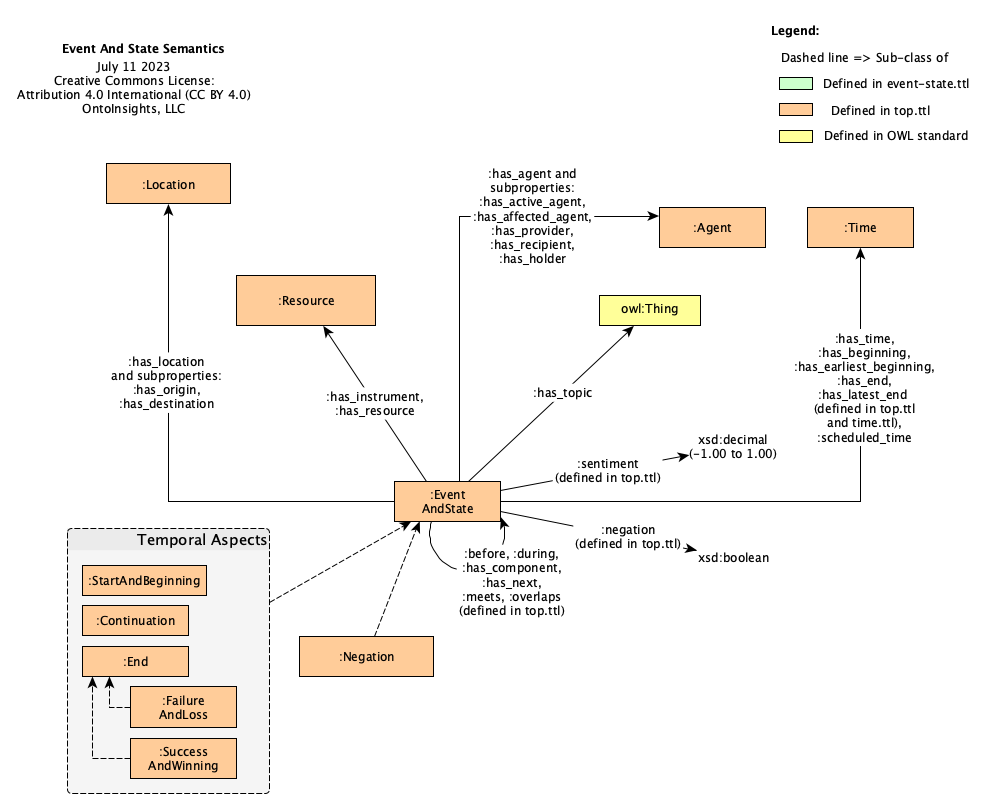 Event And State Semantics
July 11 2023
Creative Commons License:
Attribution 4.0 International (CC BY 4.0)
OntoInsights, LLC
Legend:
Dashed line => Sub-class of
Defined in event-state.ttl
Defined in top.ttl
Defined in OWL standard
:Location
:has_agent and
subproperties:
:has_active_agent,
:has_affected_agent,
:has_provider,
:has_recipient,
:has_holder
:Agent
:Time
:Resource
owl:Thing
:has_location
and subproperties:
:has_origin,
:has_destination
:has_instrument,
:has_resource
:has_topic
:has_time,
:has_beginning,
:has_earliest_beginning,
:has_end,
:has_latest_end
(defined in top.ttl
and time.ttl),
:scheduled_time
:sentiment
(defined in top.ttl)
xsd:decimal
(-1.00 to 1.00)
:Event
AndState
:negation
(defined in top.ttl)
xsd:boolean
:before, :during,
:has_component,
:has_next,
:meets, :overlaps
(defined in top.ttl)
Temporal Aspects
:StartAndBeginning
:Continuation
:End
:Failure
AndLoss
:Success
AndWinning
:Negation